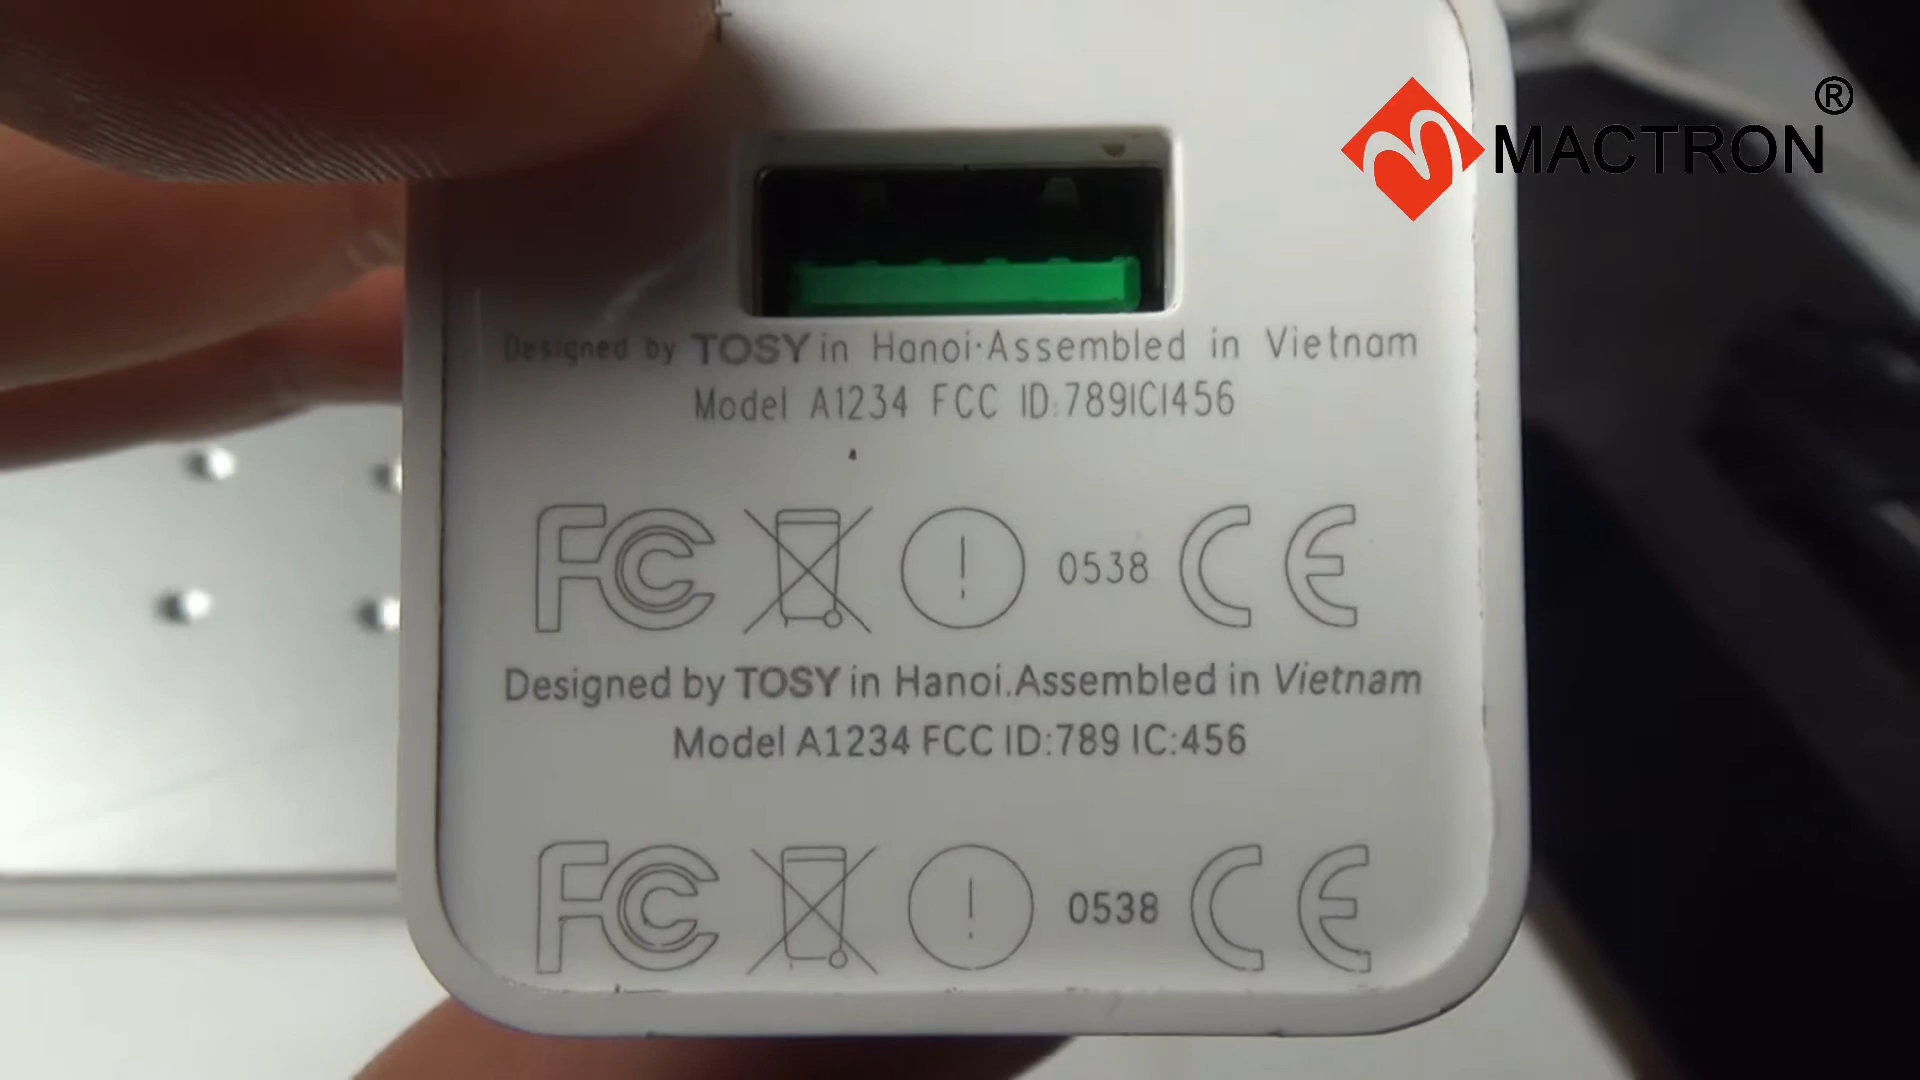 MACTRON®
Designed by TOSY in Hanoi·Assembled in Vietnam
Model A1234 FCC ID:789ICI456
FC 0538 CE
Designed by TOSY in Hanoi.Assembled in Vietnam
Model A1234 FCC ID:789 IC:456
FC 0538 CE